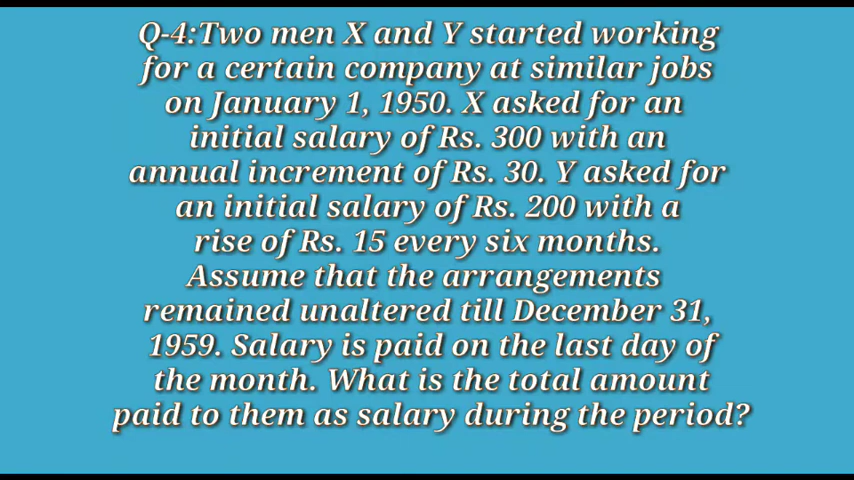 Q-4:Two men X and Y started working
for a certain company at similar jobs
on January 1, 1950. X asked for an
initial salary of Rs. 300 with an
annual increment of Rs. 30. Y asked for
an initial salary of Rs. 200 with a
rise of Rs. 15 every six months.
Assume that the arrangements
remained unaltered till December 31,
1959. Salary is paid on the last day of
the month. What is the total amount
paid to them as salary during the period?